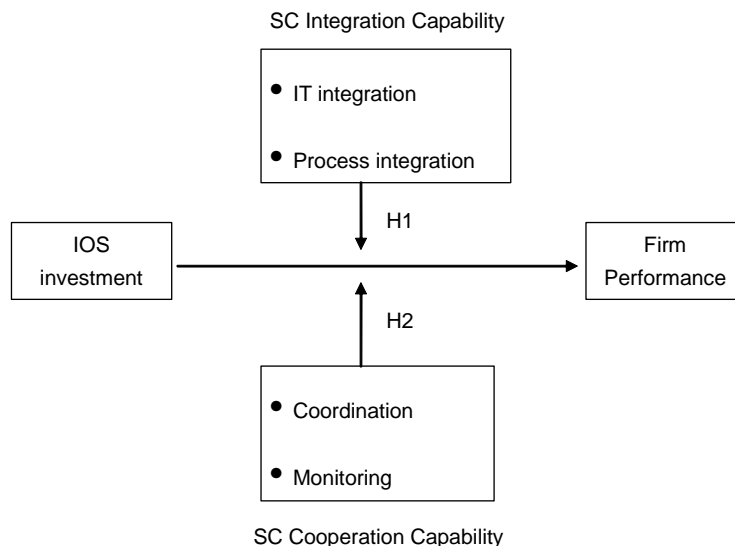 SC Integration Capability
● IT integration
● Process integration
H1
IOS
investment
Firm
Performance
H2
● Coordination
● Monitoring
SC Cooperation Capability